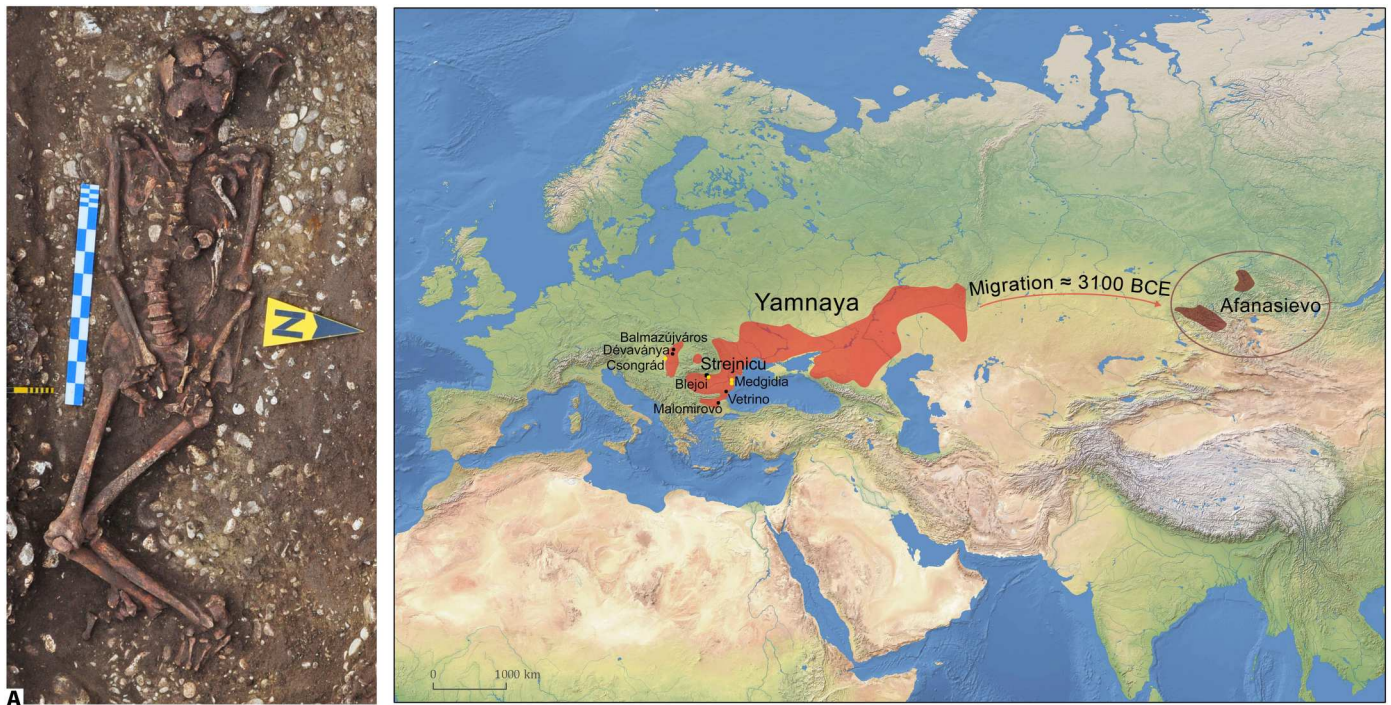 N
A
Yamnaya
Migration ≈ 3100 BCE
Afanasievo
Balmazújváros
Dévaványa
Csongrád
Strejnicu
Blejoi
Medgidia
Vetrino
Malomirovo
0 1000 km